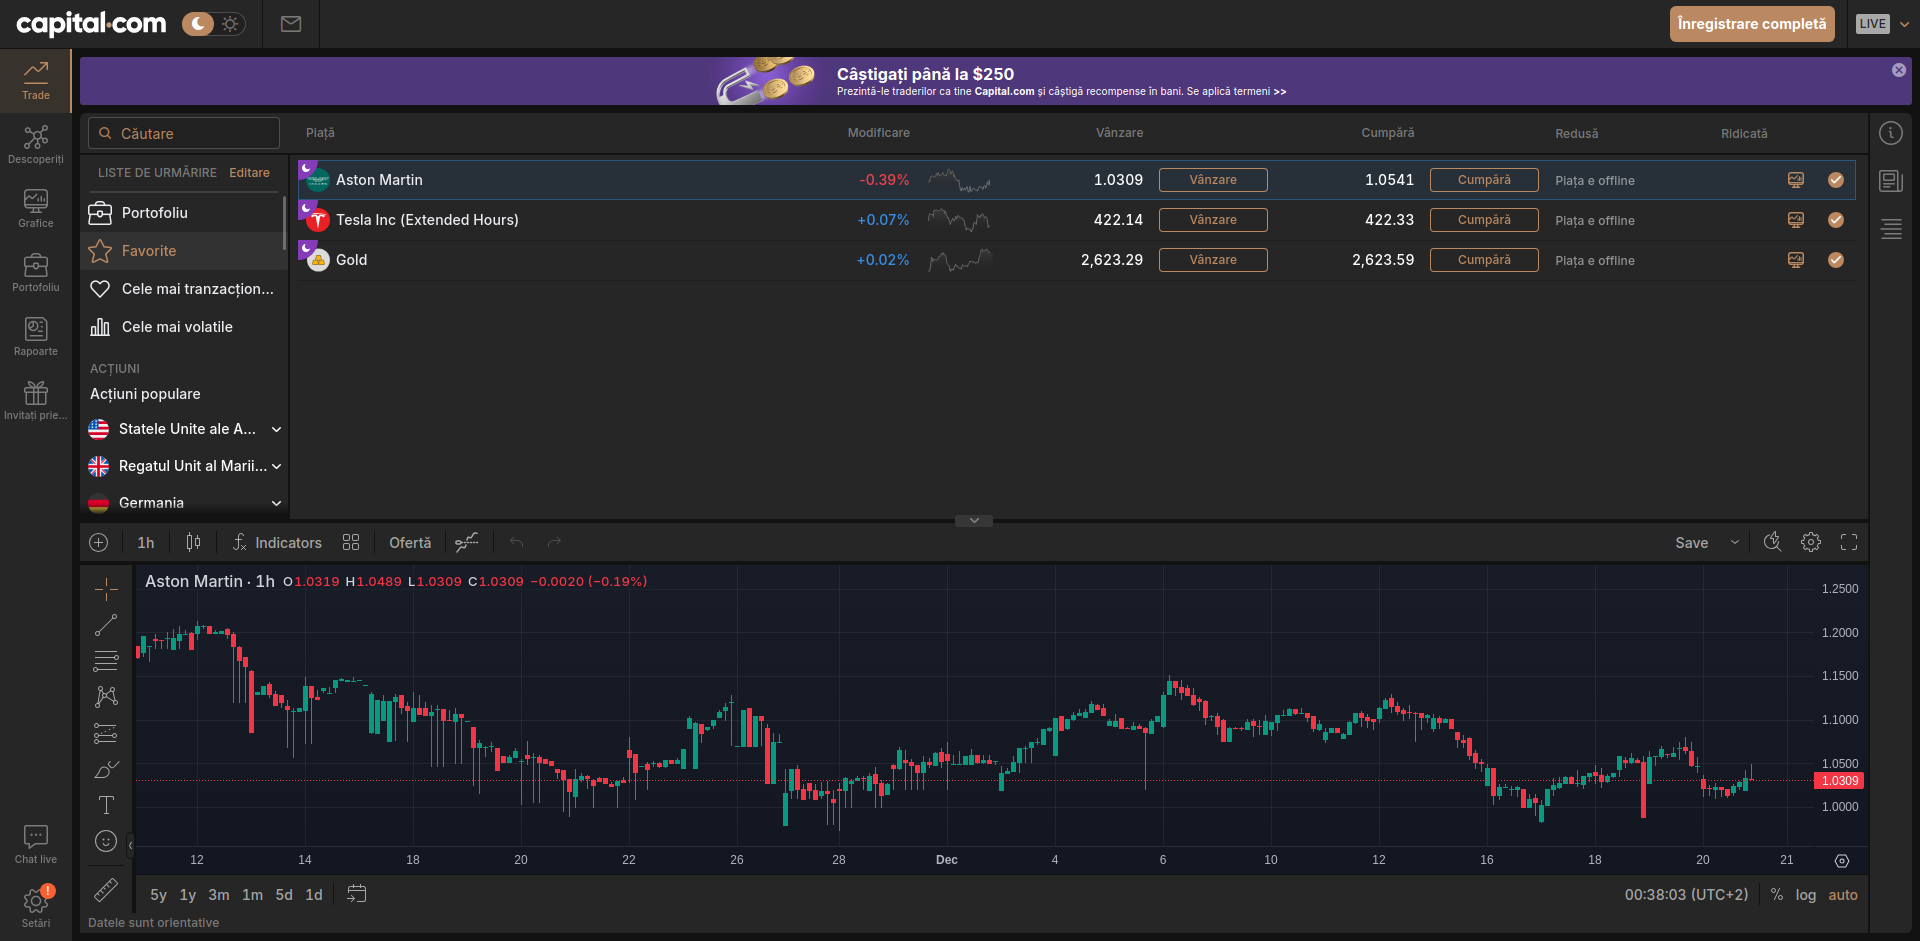 capital.com
Înregistrare completă
LIVE
Trade
Descoperiți
Grafice
Portofoliu
Rapoarte
Invitați prie...
Chat live
!
Setări
Câștigați până la $250
Prezintă-le traderilor ca tine Capital.com și câștigă recompense în bani. Se aplică termeni >>
Căutare
LISTE DE URMĂRIRE Editare
Portofoliu
Favorite
Cele mai tranzacțion...
Cele mai volatile
ACȚIUNI
Acțiuni populare
Statele Unite ale A...
Regatul Unit al Marii...
Germania
Piață Modificare Vânzare Cumpără Redusă Ridicată
Aston Martin -0.39% 1.0309 Vânzare 1.0541 Cumpără Piața e offline
Tesla Inc (Extended Hours) +0.07% 422.14 Vânzare 422.33 Cumpără Piața e offline
Gold +0.02% 2,623.29 Vânzare 2,623.59 Cumpără Piața e offline
1h Indicators Ofertă Save
Aston Martin · 1h O1.0319 H1.0489 L1.0309 C1.0309 −0.0020 (−0.19%)
1.2500
1.2000
1.1500
1.1000
1.0500
1.0309
1.0000
12 14 18 20 22 26 28 Dec 4 6 10 12 16 18 20 21
5y 1y 3m 1m 5d 1d 00:38:03 (UTC+2) % log auto
Datele sunt orientative